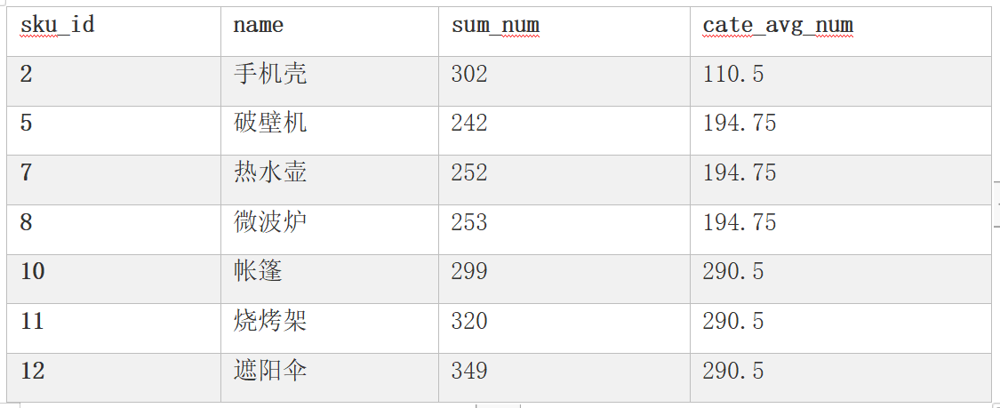 sku_id name sum_num cate_avg_num
2 手机壳 302 110.5
5 破壁机 242 194.75
7 热水壶 252 194.75
8 微波炉 253 194.75
10 帐篷 299 290.5
11 烧烤架 320 290.5
12 遮阳伞 349 290.5